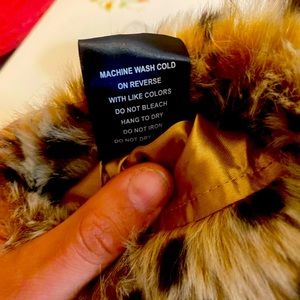 MACHINE WASH COLD
ON REVERSE
WITH LIKE COLORS
DO NOT BLEACH
HANG TO DRY
DO NOT IRON
DO NOT DRY